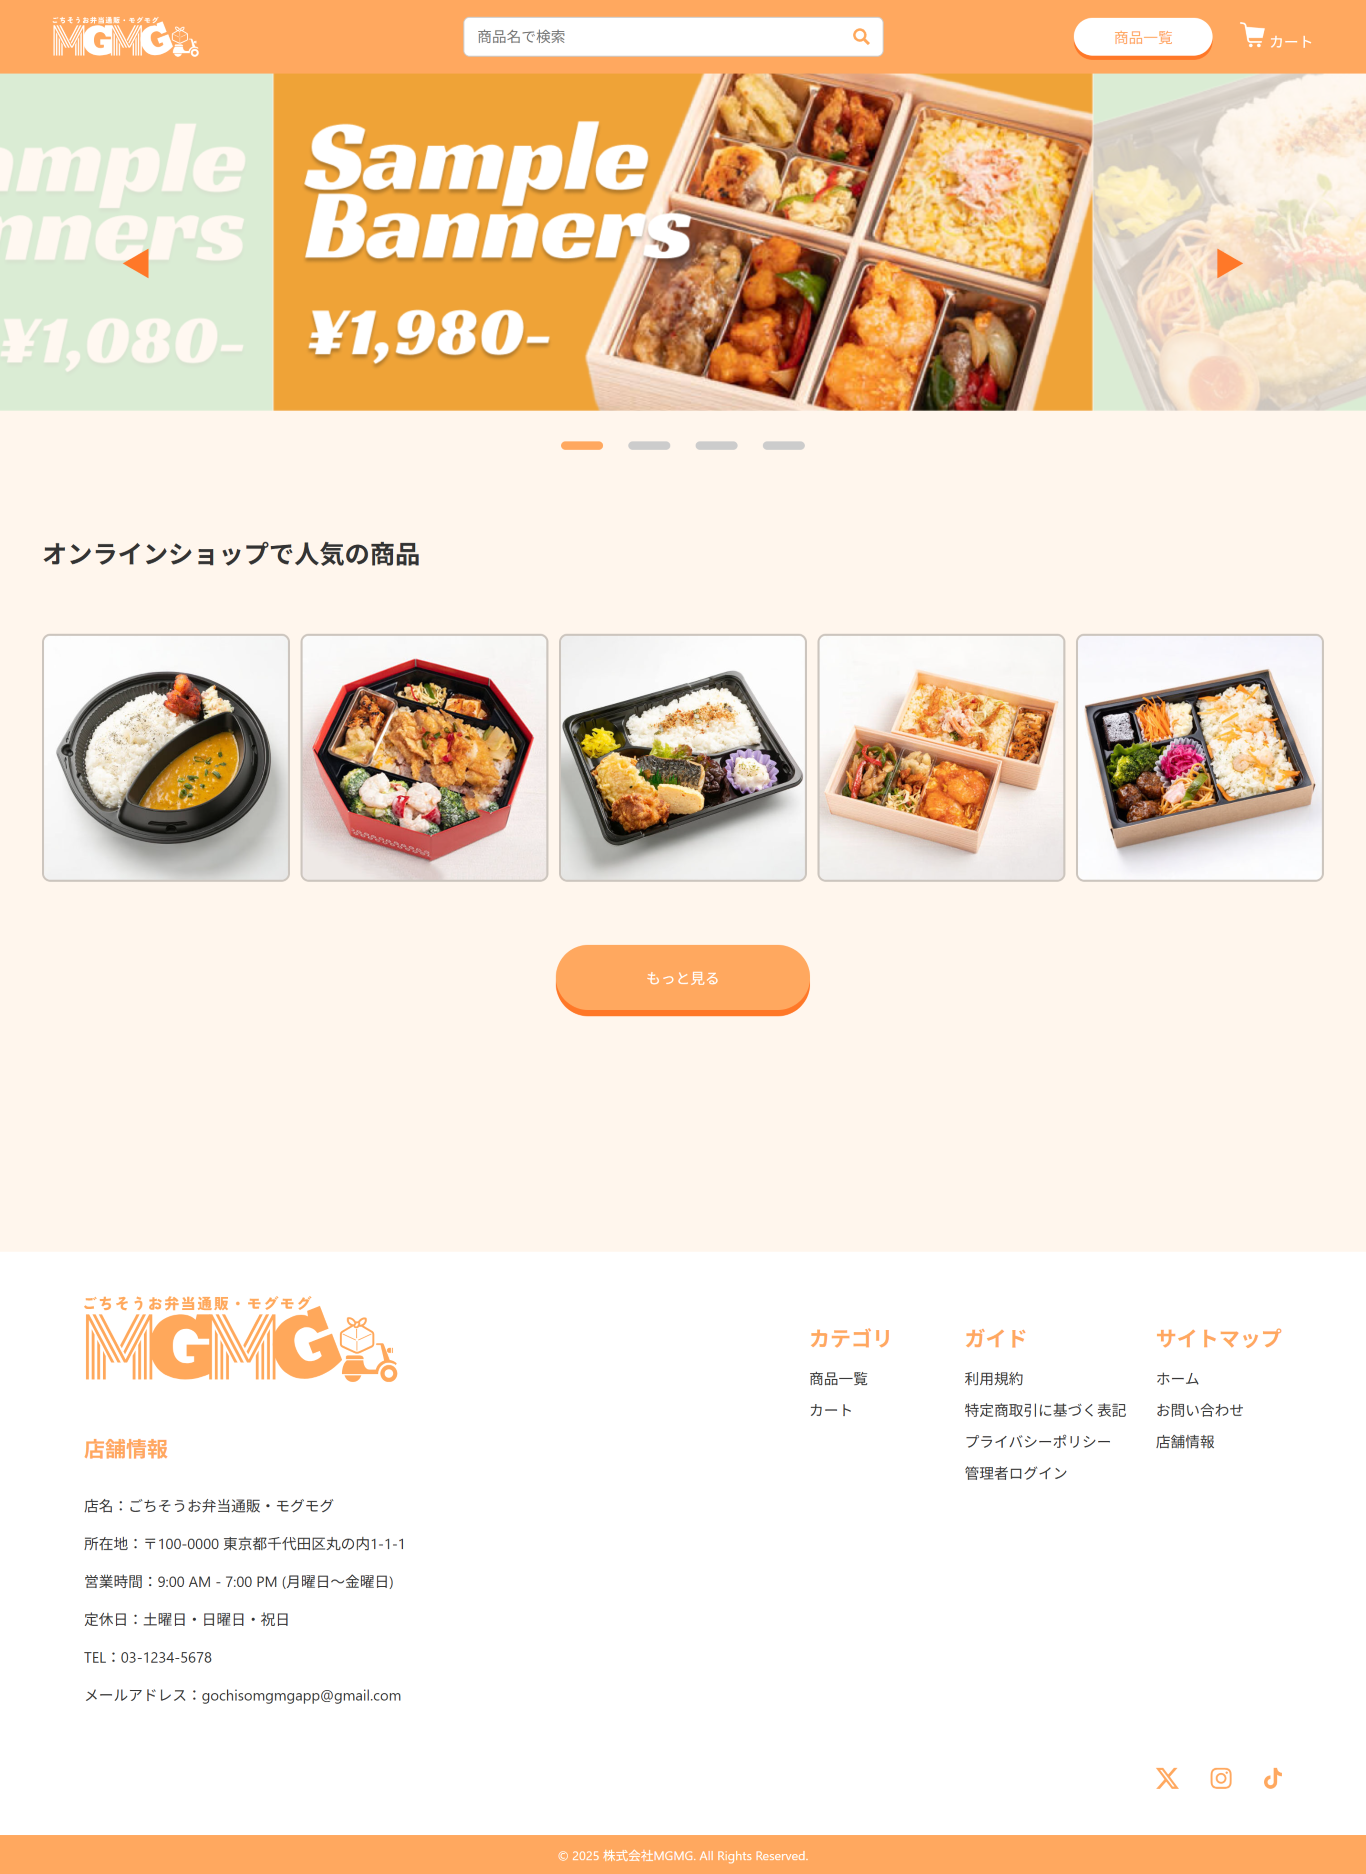 ごちそうお弁当通販・モグモグ
MGMG
商品名で検索
商品一覧
カート
ample
nners
¥1,080-
Sample
Banners
¥1,980-
オンラインショップで人気の商品
もっと見る
ごちそうお弁当通販・モグモグ
MGMG
店舗情報
店名：ごちそうお弁当通販・モグモグ
所在地：〒100-0000 東京都千代田区丸の内1-1-1
営業時間：9:00 AM - 7:00 PM (月曜日～金曜日)
定休日：土曜日・日曜日・祝日
TEL：03-1234-5678
メールアドレス：gochisomgmgapp@gmail.com
カテゴリ
商品一覧
カート
ガイド
利用規約
特定商取引に基づく表記
プライバシーポリシー
管理者ログイン
サイトマップ
ホーム
お問い合わせ
店舗情報
© 2025 株式会社MGMG. All Rights Reserved.